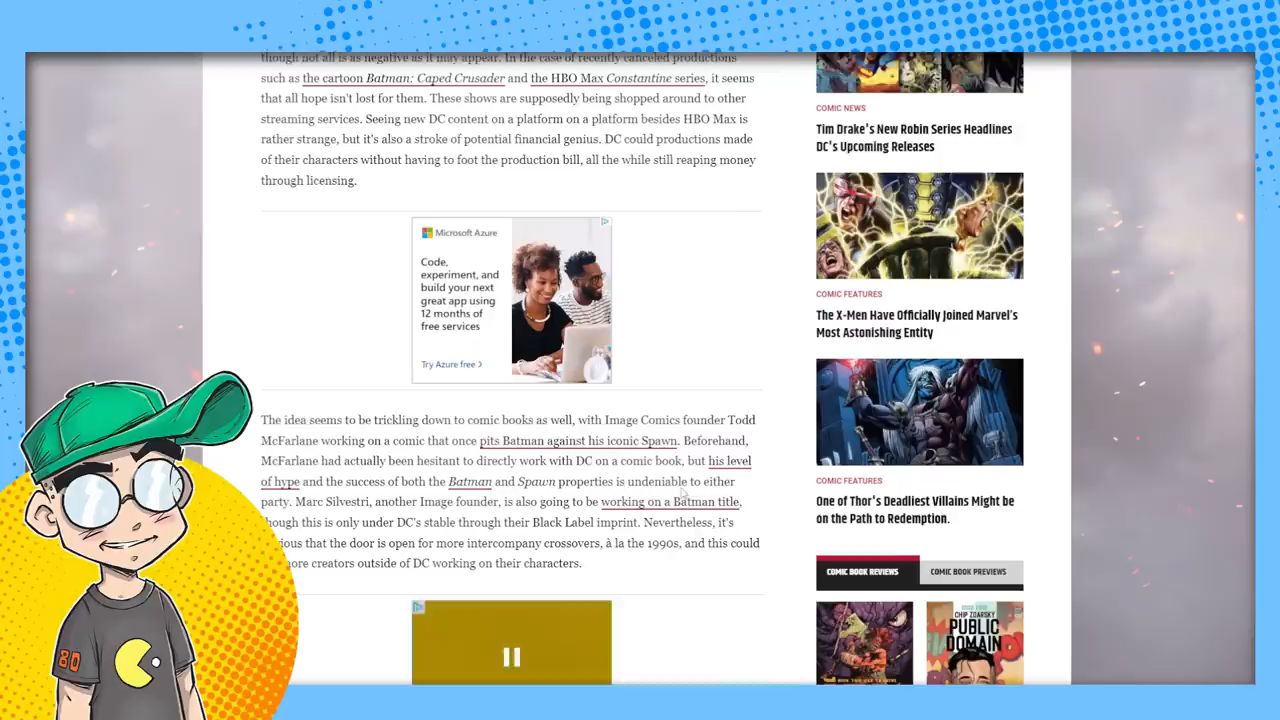 though not all is as negative as it may appear. In the case of recently canceled productions
such as the cartoon Batman: Caped Crusader and the HBO Max Constantine series, it seems
that all hope isn't lost for them. These shows are supposedly being shopped around to other
streaming services. Seeing new DC content on a platform on a platform besides HBO Max is
rather strange, but it's also a stroke of potential financial genius. DC could productions made
of their characters without having to foot the production bill, all the while still reaping money
through licensing.
Microsoft Azure
Code,
experiment, and
build your next
great app using
12 months of
free services
Try Azure free >
The idea seems to be trickling down to comic books as well, with Image Comics founder Todd
McFarlane working on a comic that once pits Batman against his iconic Spawn. Beforehand,
McFarlane had actually been hesitant to directly work with DC on a comic book, but his level
of hype and the success of both the Batman and Spawn properties is undeniable to either
party. Marc Silvestri, another Image founder, is also going to be working on a Batman title,
though this is only under DC's stable through their Black Label imprint. Nevertheless, it's
that the door is open for more intercompany crossovers, à la the 1990s, and this could
creators outside of DC working on their characters.
COMIC NEWS
Tim Drake's New Robin Series Headlines
DC's Upcoming Releases
COMIC FEATURES
The X-Men Have Officially Joined Marvel's
Most Astonishing Entity
COMIC FEATURES
One of Thor's Deadliest Villains Might be
on the Path to Redemption.
COMIC BOOK REVIEWS
COMIC BOOK PREVIEWS
CHIP ZDARSKY
PUBLIC
DOMAIN
80